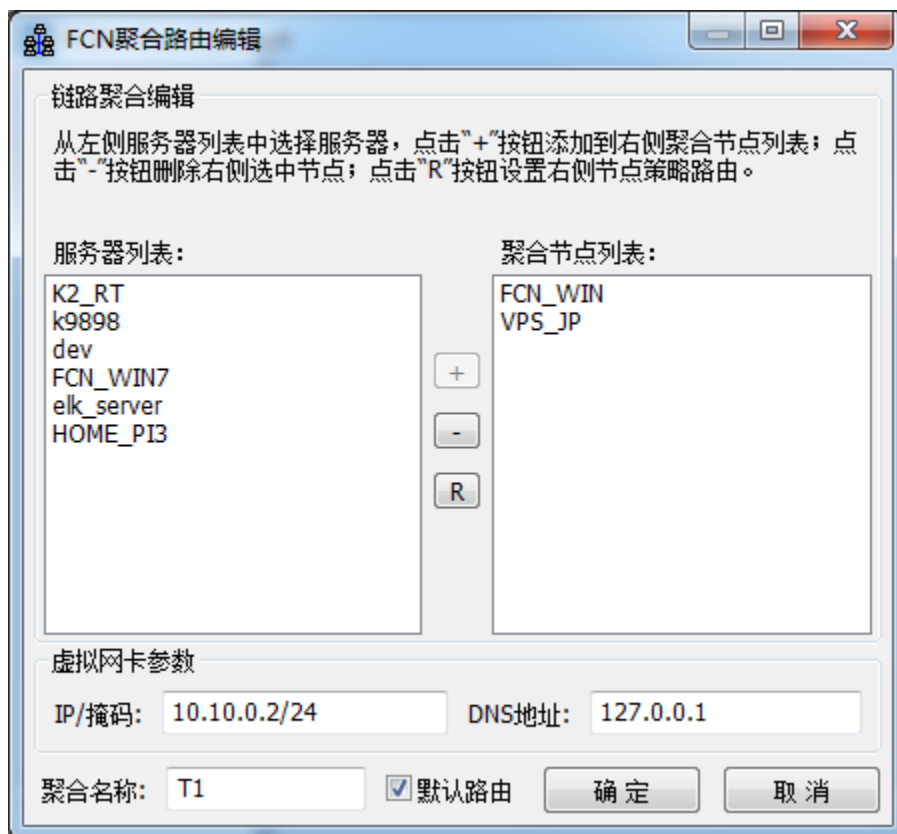 FCN聚合路由编辑
链路聚合编辑
从左侧服务器列表中选择服务器，点击“+”按钮添加到右侧聚合节点列表；点
击“-”按钮删除右侧选中节点；点击“R”按钮设置右侧节点策略路由。
服务器列表：
聚合节点列表：
K2_RT
k9898
dev
FCN_WIN7
elk_server
HOME_PI3
FCN_WIN
VPS_JP
+
-
R
虚拟网卡参数
IP/掩码: 10.10.0.2/24 DNS地址: 127.0.0.1
聚合名称: T1 默认路由 确 定 取 消